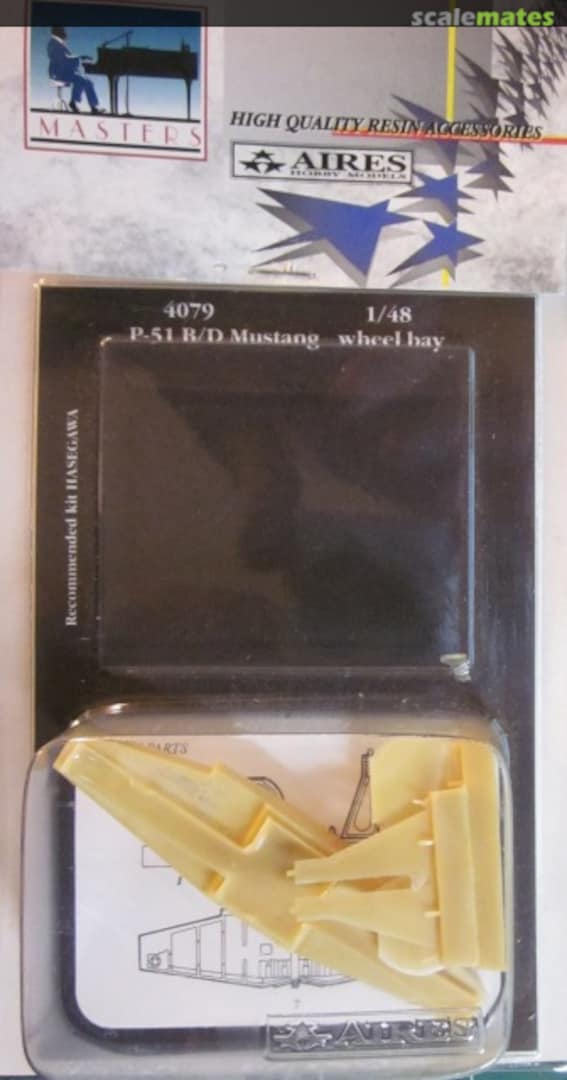 scalemates
MASTERS
HIGH QUALITY RESIN ACCESSORIES
AIRES
HOBBY MODELS
4079 1/48
P-51 B/D Mustang wheel bay
Recommended kit HASEGAWA
PARTS
AIRES